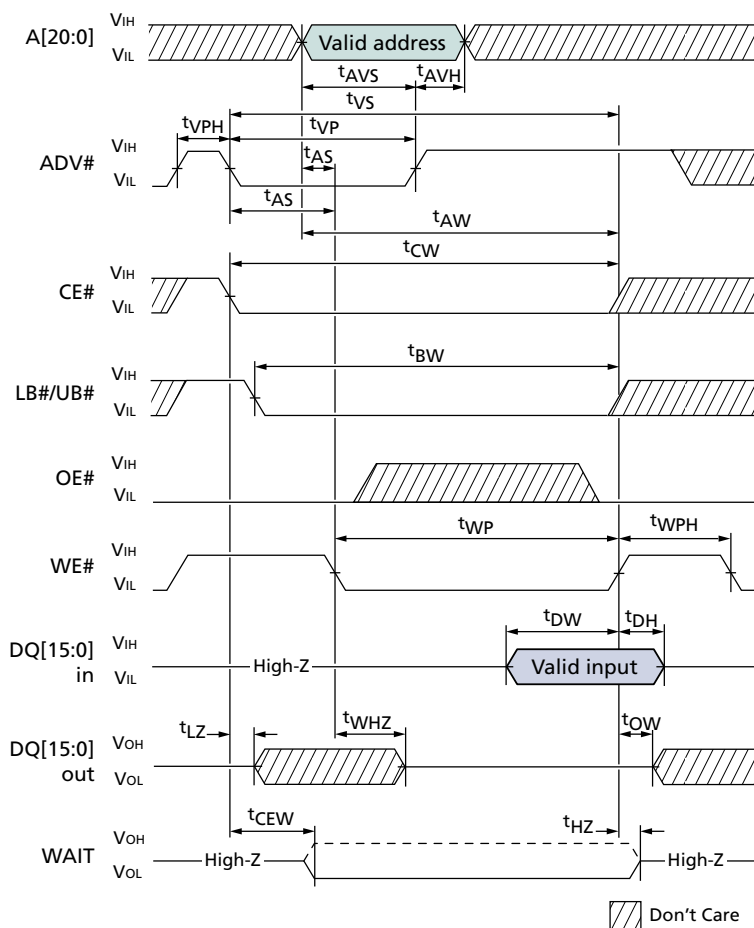 A[20:0] VIH VIL Valid address
tAVS tAVH
tVS
tVPH tVP
ADV# VIH VIL tAS
tAS
tAW
tCW
CE# VIH VIL
tBW
LB#/UB# VIH VIL
OE# VIH VIL
tWP tWPH
WE# VIH VIL
tDW tDH
DQ[15:0] in VIH VIL High-Z Valid input
tLZ tWHZ tOW
DQ[15:0] out VOH VOL
tCEW tHZ
WAIT VOH VOL High-Z High-Z
Don't Care